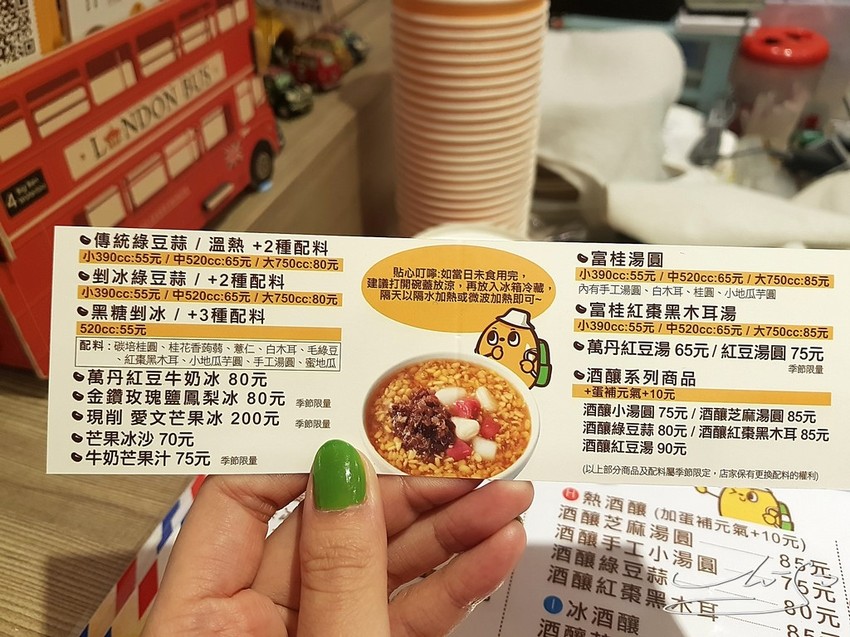 LONDON BUS
4
傳統綠豆蒜 / 溫熱 +2種配料
小390cc:55元 / 中520cc:65元 / 大750cc:80元
剉冰綠豆蒜 / +2種配料
小390cc:55元 / 中520cc:65元 / 大750cc:80元
黑糖剉冰 / +3種配料
520cc:55元
配料:碳培桂圓、桂花香蒟蒻、薏仁、白木耳、毛綠豆
、紅棗黑木耳、小地瓜芋圓、手工湯圓、蜜地瓜
萬丹紅豆牛奶冰 80元
金鑽玫瑰鹽鳳梨冰 80元 季節限量
現削 愛文芒果冰 200元 季節限量
芒果冰沙 70元
牛奶芒果汁 75元 季節限量
貼心叮嚀:如當日未食用完,
建議打開碗蓋放涼,再放入冰箱冷藏,
隔天以隔水加熱或微波加熱即可~
富桂湯圓
小390cc:55元 / 中520cc:65元 / 大750cc:85元
內有手工湯圓、白木耳、桂圓、小地瓜芋圓
富桂紅棗黑木耳湯
小390cc:55元 / 中520cc:65元 / 大750cc:85元
萬丹紅豆湯 65元 / 紅豆湯圓 75元
季節限量
酒釀系列商品
+蛋補元氣+10元
酒釀小湯圓 75元 / 酒釀芝麻湯圓 85元
酒釀綠豆蒜 80元 / 酒釀紅棗黑木耳 85元
酒釀紅豆湯 90元
(以上部分商品及配料屬季節限定,店家保有更換配料的權利)
H 熱酒釀 (加蛋補元氣+10元)
酒釀芝麻湯圓 85元
酒釀手工小湯圓 75元
酒釀綠豆蒜 80元
酒釀紅棗黑木耳
I 冰酒釀